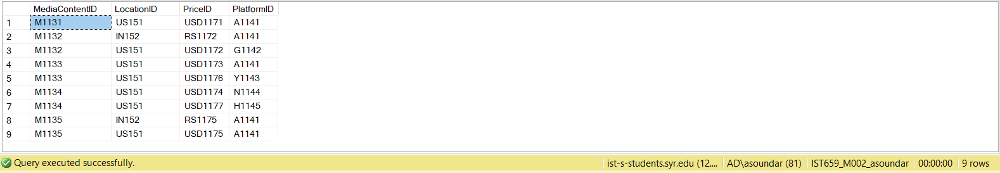 MediaContentID LocationID PriceID PlatformID
1 M1131 US151 USD1171 A1141
2 M1132 IN152 RS1172 A1141
3 M1132 US151 USD1172 G1142
4 M1133 US151 USD1173 A1141
5 M1133 US151 USD1176 Y1143
6 M1134 US151 USD1174 N1144
7 M1134 US151 USD1177 H1145
8 M1135 IN152 RS1175 A1141
9 M1135 US151 USD1175 A1141
Query executed successfully. ist-s-students.syr.edu (12.... AD\asoundar (81) IST659_M002_asoundar 00:00:00 9 rows